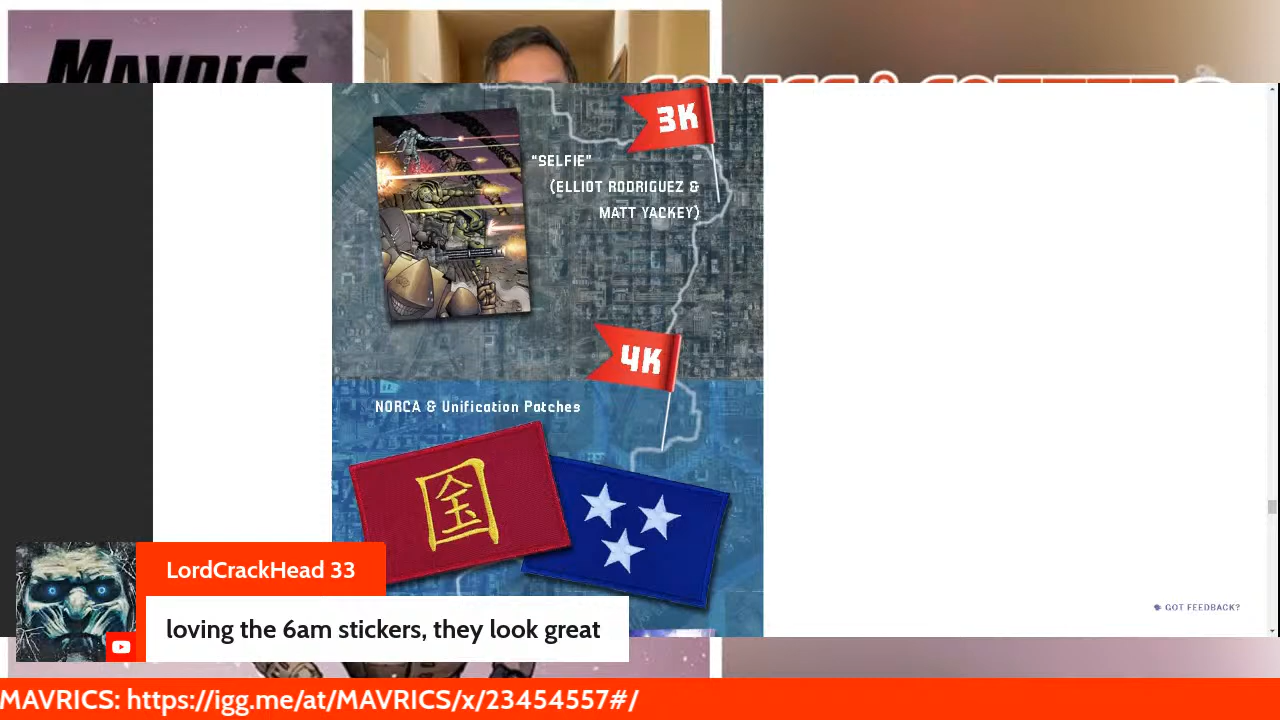 MAVRICS
3K
“SELFIE”
(ELLIOT RODRIGUEZ &
MATT YACKEY)
4K
NORCA & Unification Patches
LordCrackHead 33
loving the 6am stickers, they look great
GOT FEEDBACK?
MAVRICS: https://igg.me/at/MAVRICS/x/23454557#/